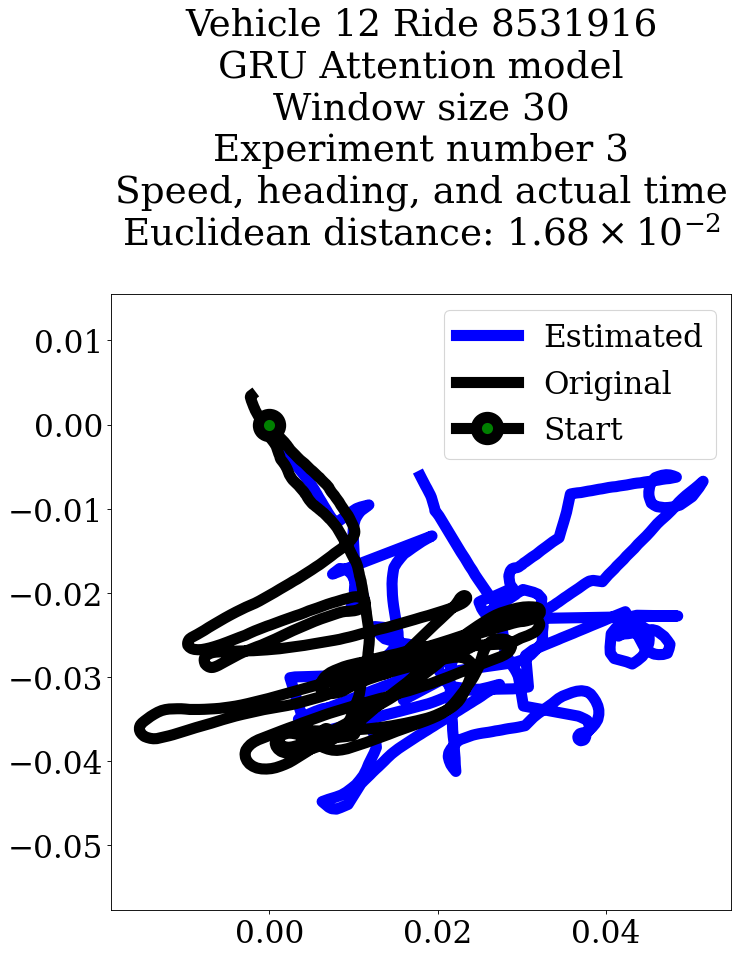 Vehicle 12 Ride 8531916
GRU Attention model
Window size 30
Experiment number 3
Speed, heading, and actual time
Euclidean distance: 1.68 × 10⁻²
Estimated
Original
Start
0.01
0.00
−0.01
−0.02
−0.03
−0.04
−0.05
0.00 0.02 0.04